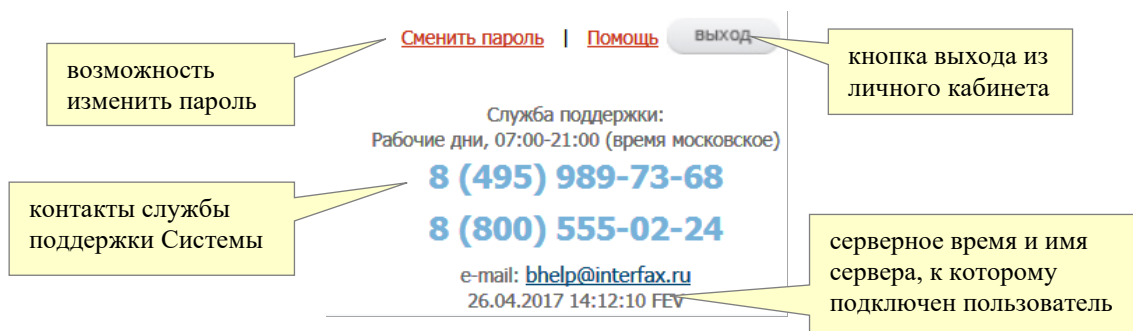 Сменить пароль | Помощь выход
возможность
изменить пароль
кнопка выхода из
личного кабинета
Служба поддержки:
Рабочие дни, 07:00-21:00 (время московское)
8 (495) 989-73-68
8 (800) 555-02-24
контакты службы
поддержки Системы
e-mail: bhelp@interfax.ru
26.04.2017 14:12:10 FEV
серверное время и имя
сервера, к которому
подключен пользователь